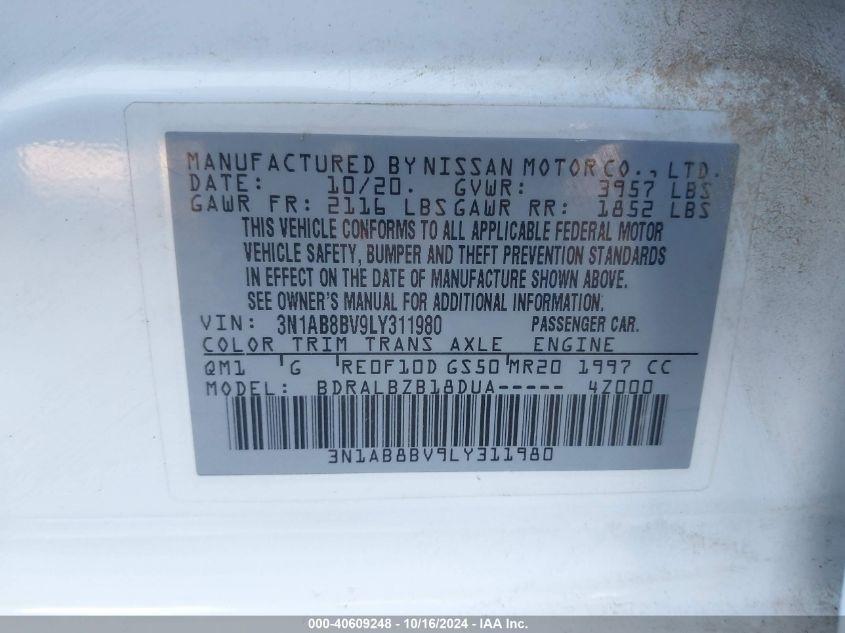 MANUFACTURED BY NISSAN MOTOR CO., LTD.
DATE: 10/20. GVWR: 3957 LBS
GAWR FR: 2116 LBS GAWR RR: 1852 LBS
THIS VEHICLE CONFORMS TO ALL APPLICABLE FEDERAL MOTOR
VEHICLE SAFETY, BUMPER AND THEFT PREVENTION STANDARDS
IN EFFECT ON THE DATE OF MANUFACTURE SHOWN ABOVE.
SEE OWNER'S MANUAL FOR ADDITIONAL INFORMATION.
VIN: 3N1AB8BV9LY311980 PASSENGER CAR.
COLOR TRIM TRANS AXLE ENGINE
QM1 G RE0F10D GS50 MR20 1997 CC
MODEL: BDRALBZB18DUA----- 4Z000
3N1AB8BV9LY311980
000-40609248 - 10/16/2024 - IAA Inc.